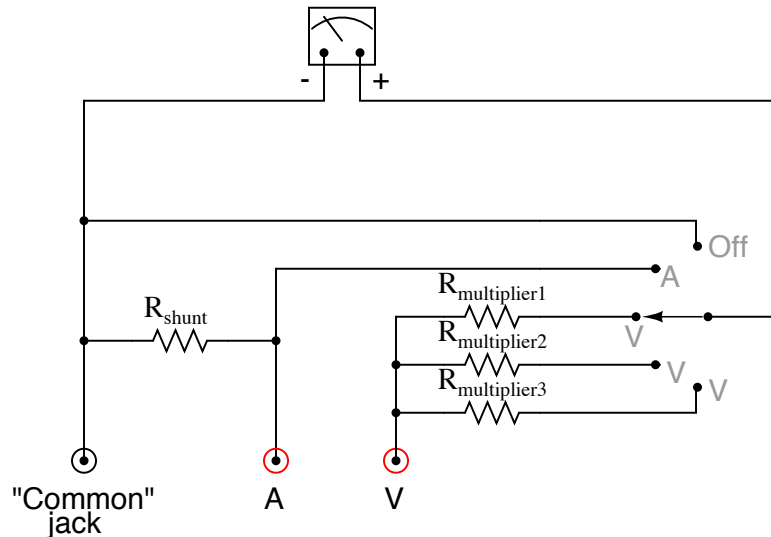 - +
Off
A
Rmultiplier1
Rshunt
V
Rmultiplier2
V
V
Rmultiplier3
"Common"
jack
A
V